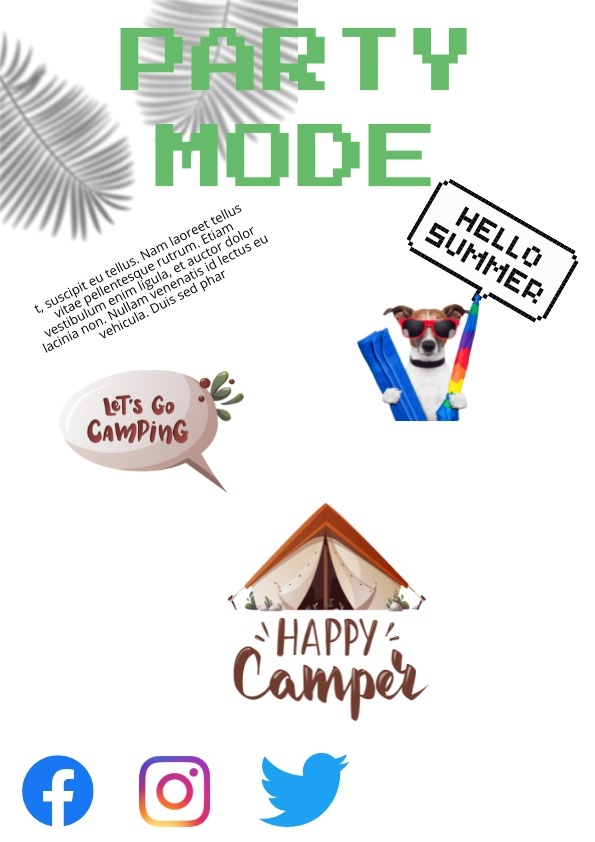 PARTY
MODE
HELLO
SUMMER
t, suscipit eu tellus. Nam laoreet tellus
vitae pellentesque rutrum. Etiam
vestibulum enim ligula, et auctor dolor
lacinia non. Nullam venenatis id lectus eu
vehicula. Duis sed phar
LET'S GO
CAMPING
HAPPY
Camper